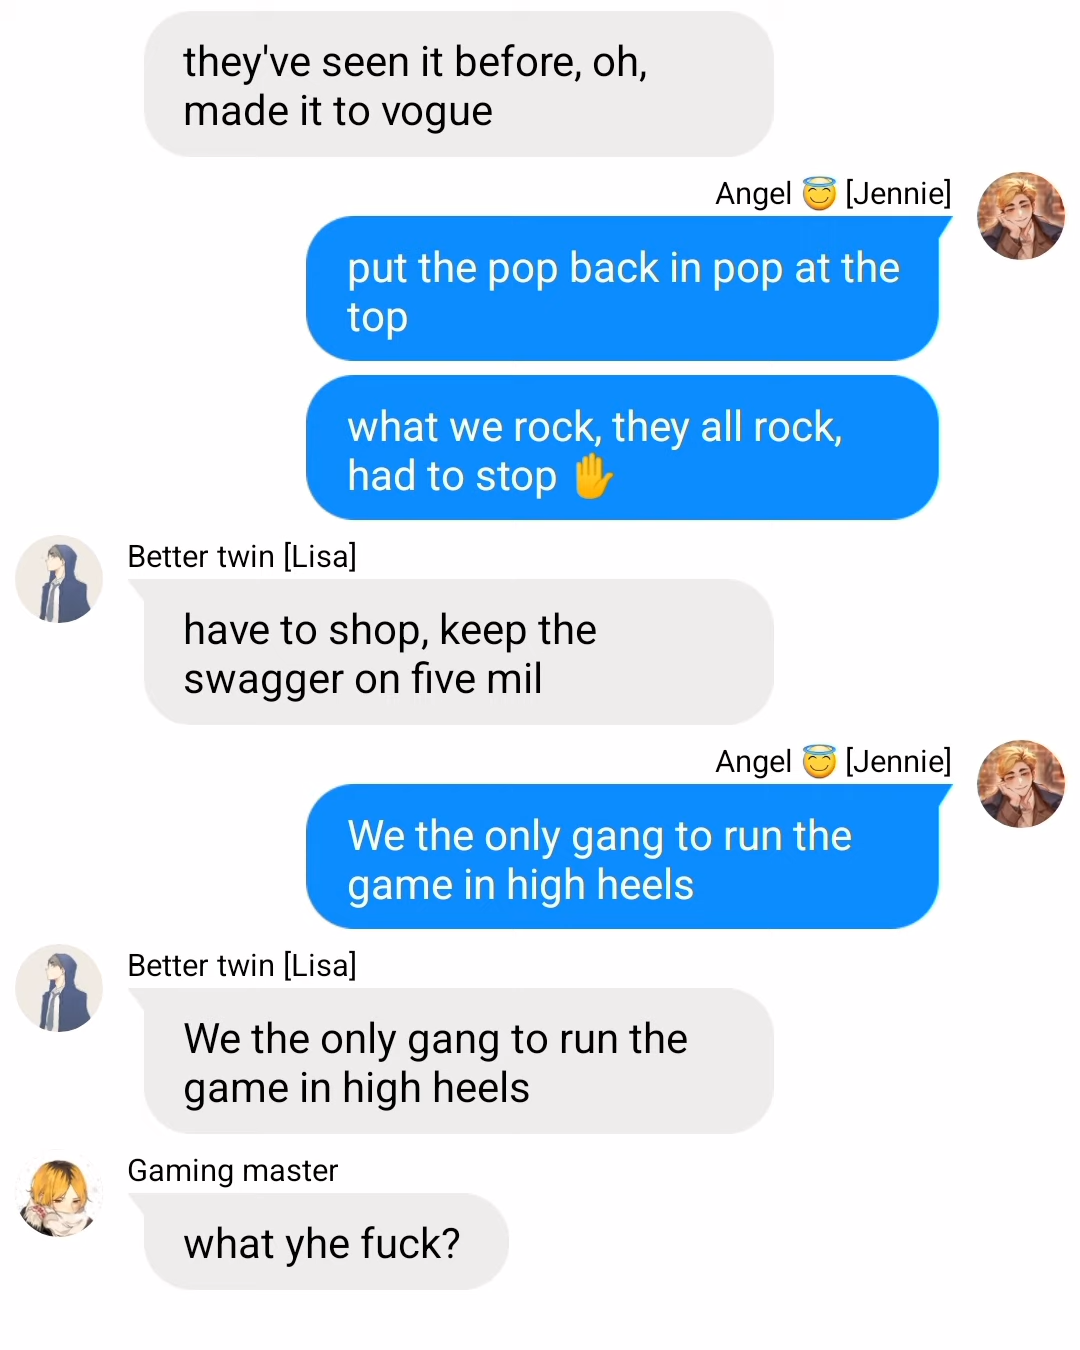 they've seen it before, oh,
made it to vogue
Angel 😇 [Jennie]
put the pop back in pop at the
top
what we rock, they all rock,
had to stop ✋
Better twin [Lisa]
have to shop, keep the
swagger on five mil
Angel 😇 [Jennie]
We the only gang to run the
game in high heels
Better twin [Lisa]
We the only gang to run the
game in high heels
Gaming master
what yhe fuck?